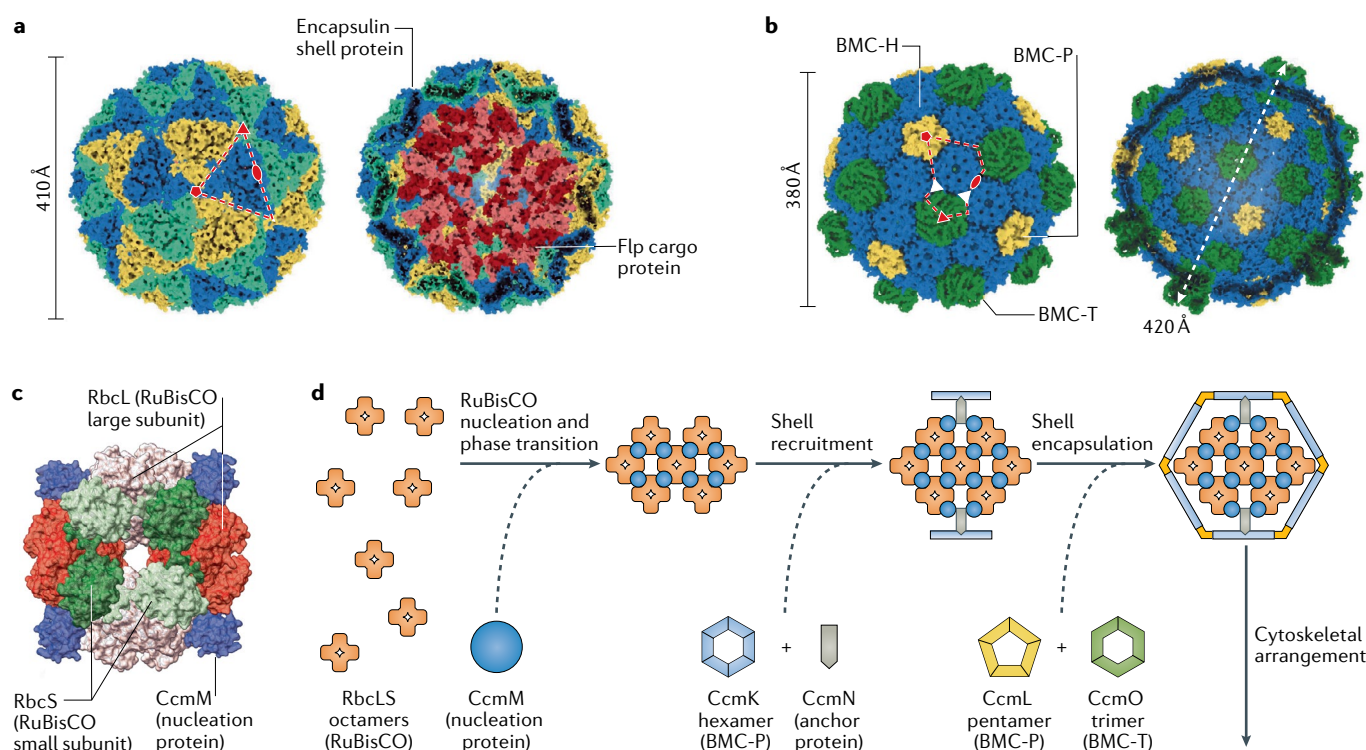 a
Encapsulin
shell protein
410 Å
Flp cargo
protein
b
BMC-H
BMC-P
380 Å
BMC-T
420 Å
c
RbcL (RuBisCO
large subunit)
RbcS
(RuBisCO
small subunit)
CcmM
(nucleation
protein)
d
RuBisCO
nucleation and
phase transition
Shell
recruitment
Shell
encapsulation
RbcLS
octamers
(RuBisCO)
CcmM
(nucleation
protein)
+
CcmK
hexamer
(BMC-P)
CcmN
(anchor
protein)
+
CcmL
pentamer
(BMC-P)
CcmO
trimer
(BMC-T)
Cytoskeletal
arrangement